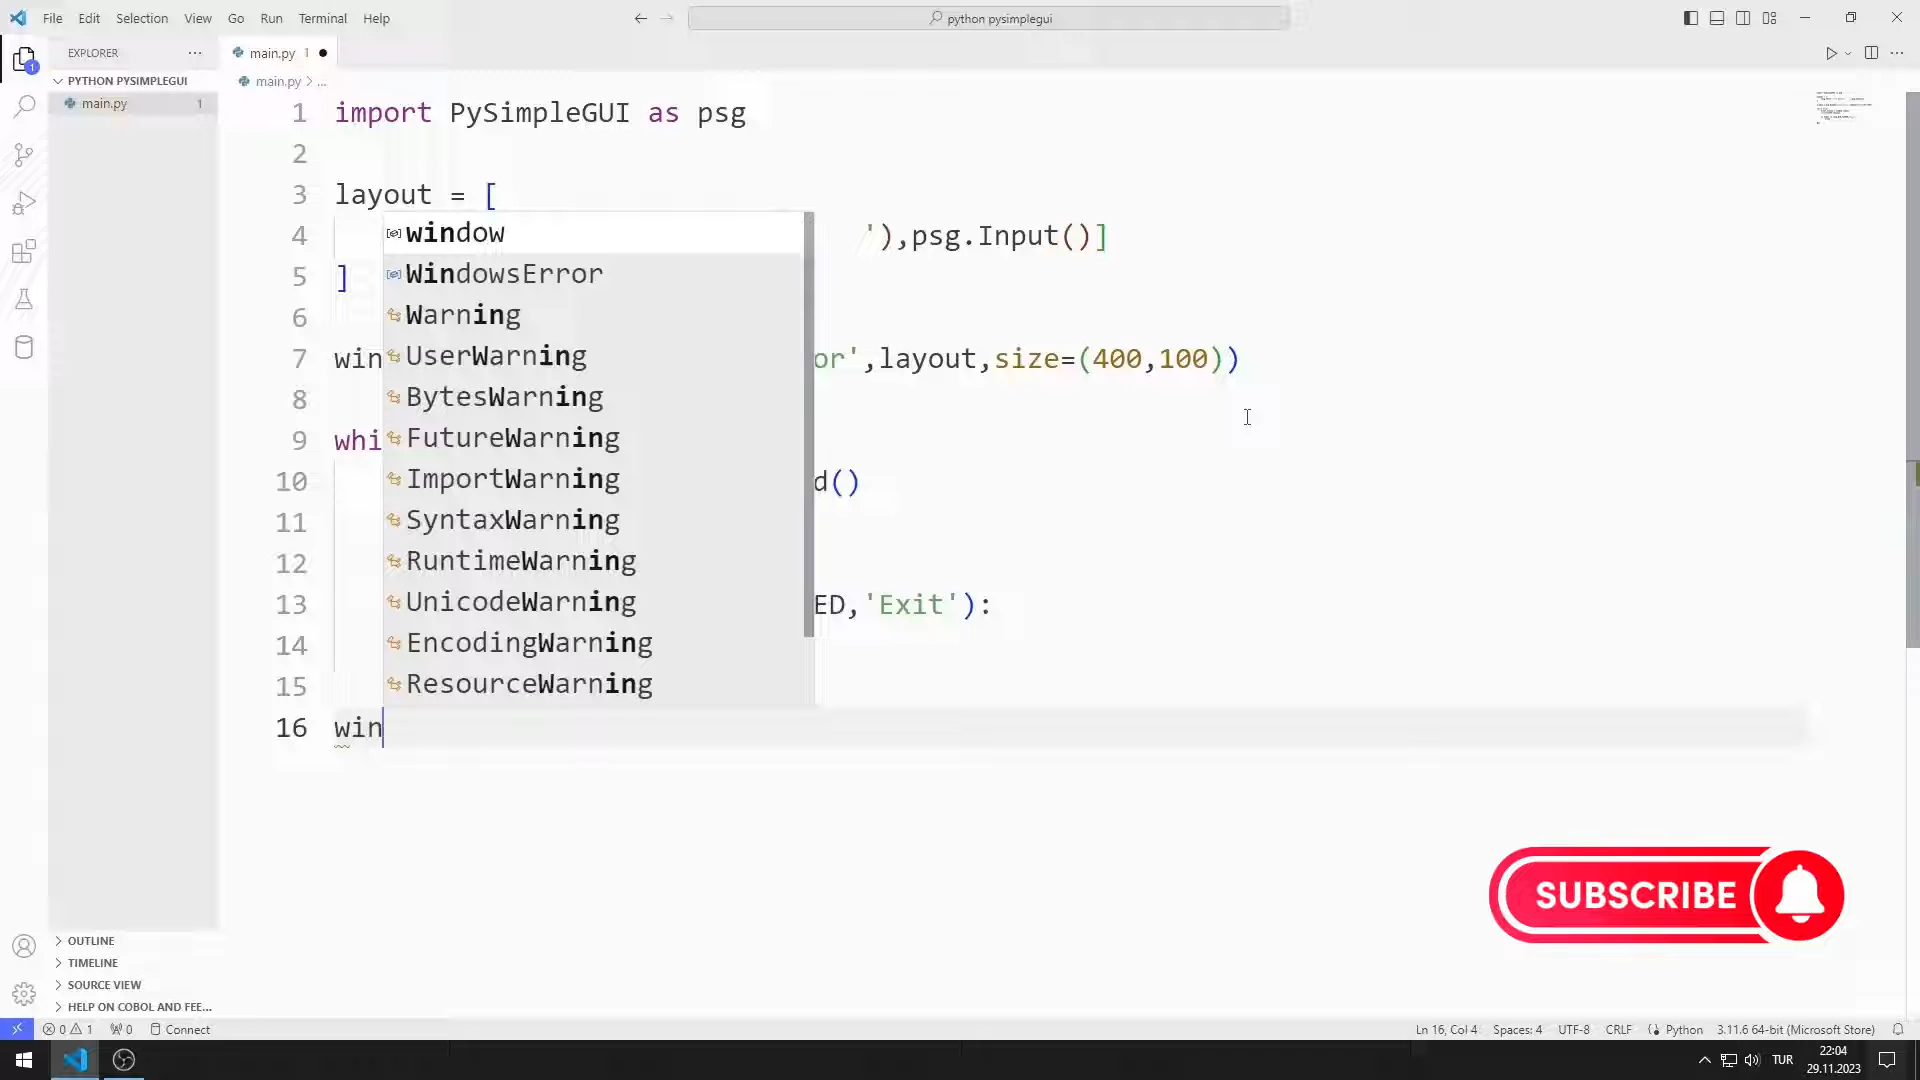 File Edit Selection View Go Run Terminal Help
python pysimplegui
EXPLORER
main.py 1
PYTHON PYSIMPLEGUI
main.py > ...
main.py 1
1 import PySimpleGUI as psg
2
3 layout = [
4 '),psg.Input()]
5 ]
6
7 win or',layout,size=(400,100))
8
9 whi
10 d()
11
12
13 ED,'Exit'):
14
15
16 win
window
WindowsError
Warning
UserWarning
BytesWarning
FutureWarning
ImportWarning
SyntaxWarning
RuntimeWarning
UnicodeWarning
EncodingWarning
ResourceWarning
SUBSCRIBE
OUTLINE
TIMELINE
SOURCE VIEW
HELP ON COBOL AND FEE...
0 1 0 Connect
Ln 16, Col 4 Spaces: 4 UTF-8 CRLF Python 3.11.6 64-bit (Microsoft Store)
TUR
22:04
29.11.2023